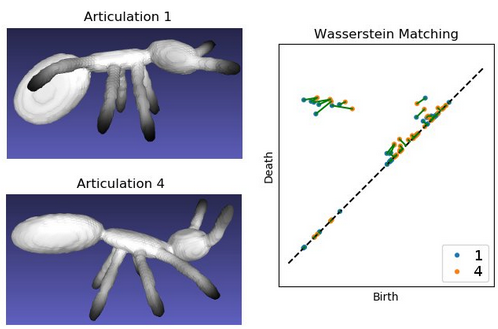 Articulation 1
Wasserstein Matching
Death
Birth
1
4
Articulation 4